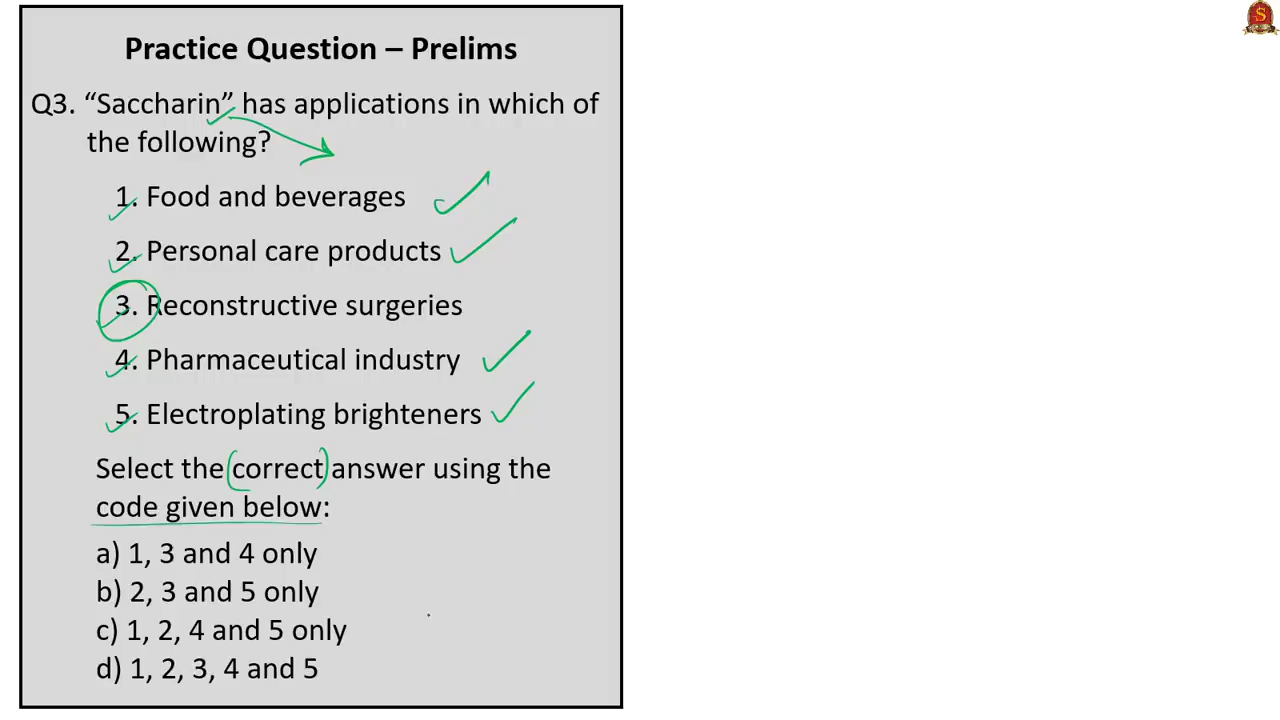 Practice Question – Prelims
Q3. “Saccharin” has applications in which of
the following?
1. Food and beverages
2. Personal care products
3. Reconstructive surgeries
4. Pharmaceutical industry
5. Electroplating brighteners
Select the (correct) answer using the
code given below:
a) 1, 3 and 4 only
b) 2, 3 and 5 only
c) 1, 2, 4 and 5 only
d) 1, 2, 3, 4 and 5
S